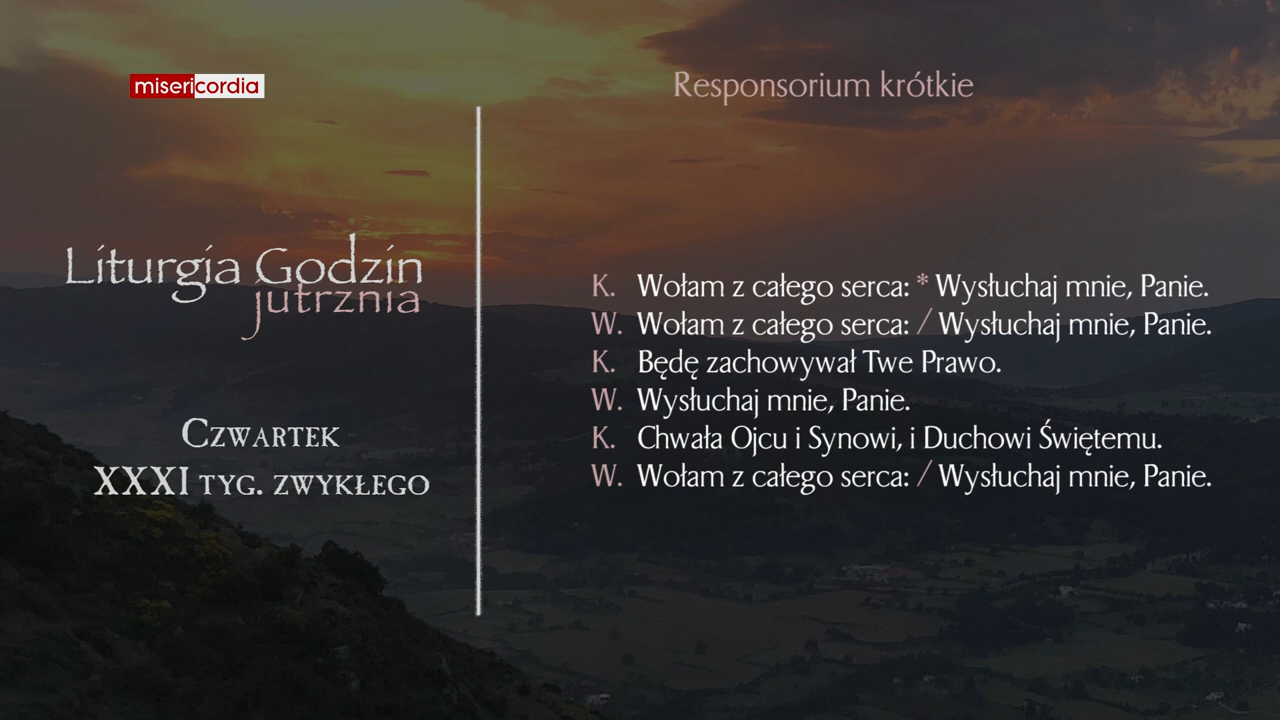 misericordia
Liturgia Godzin
jutrznia
Czwartek
XXXI tyg. zwykłego
Responsorium krótkie
K. Wołam z całego serca: * Wysłuchaj mnie, Panie.
W. Wołam z całego serca: / Wysłuchaj mnie, Panie.
K. Będę zachowywał Twe Prawo.
W. Wysłuchaj mnie, Panie.
K. Chwała Ojcu i Synowi, i Duchowi Świętemu.
W. Wołam z całego serca: / Wysłuchaj mnie, Panie.